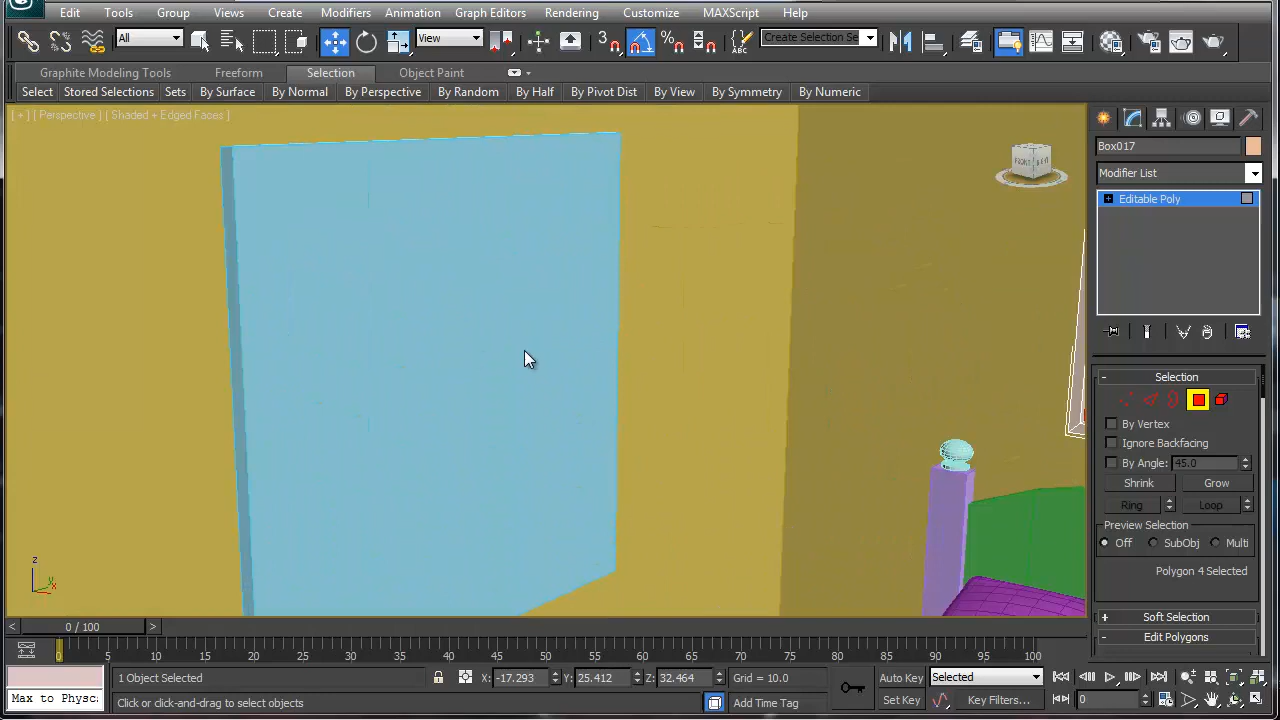 Edit Tools Group Views Create Modifiers Animation Graph Editors Rendering Customize MAXScript Help
All View 3 Create Selection Se
Graphite Modeling Tools Freeform Selection Object Paint
Select Stored Selections Sets By Surface By Normal By Perspective By Random By Half By Pivot Dist By View By Symmetry By Numeric
[ + ] [ Perspective ] [ Shaded + Edged Faces ]
FRONT
Box017
Modifier List
Editable Poly
- Selection
By Vertex
Ignore Backfacing
By Angle: 45.0
Shrink Grow
Ring Loop
Preview Selection
Off SubObj Multi
Polygon 4 Selected
+ Soft Selection
- Edit Polygons
z
y
x
< 0 / 100 >
0 5 10 15 20 25 30 35 40 45 50 55 60 65 70 75 80 85 90 95 100
1 Object Selected X: -17.293 Y: 25.412 Z: 32.464 Grid = 10.0 Auto Key Selected
Max to Physcs Click or click-and-drag to select objects Add Time Tag Set Key Key Filters... 0